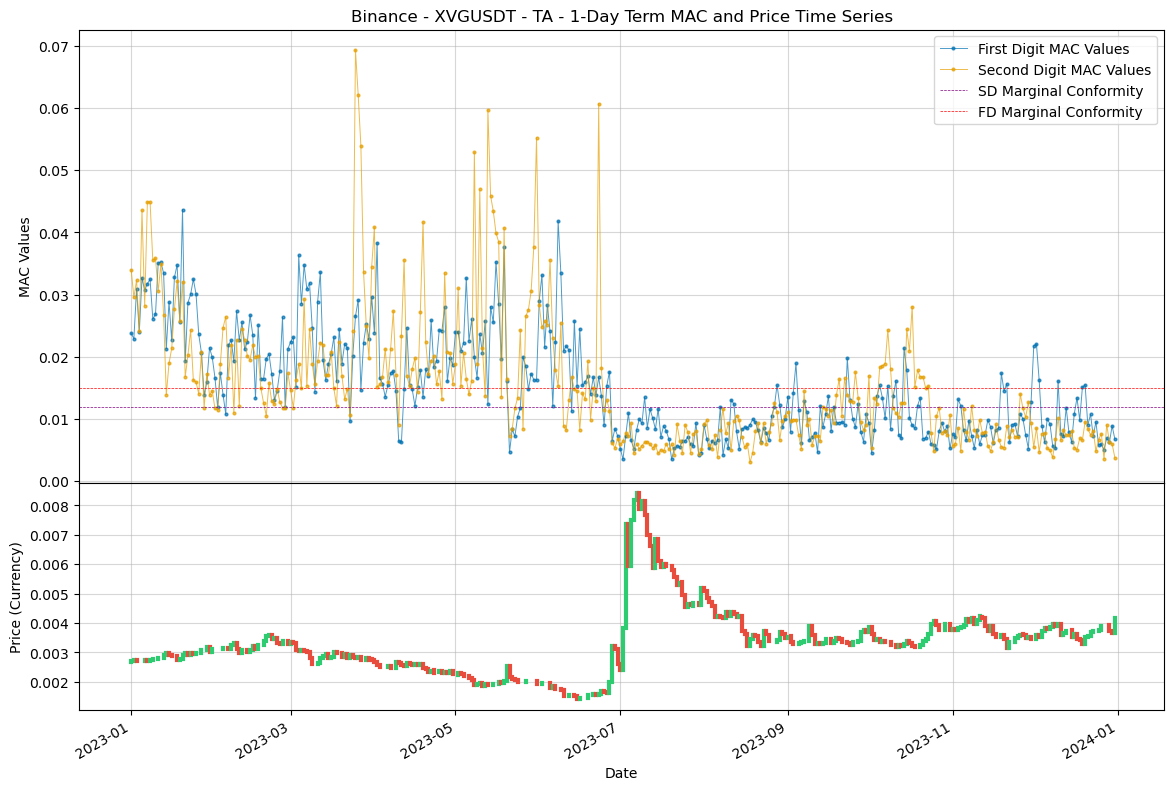 Binance - XVGUSDT - TA - 1-Day Term MAC and Price Time Series
First Digit MAC Values
Second Digit MAC Values
SD Marginal Conformity
FD Marginal Conformity
MAC Values
0.07
0.06
0.05
0.04
0.03
0.02
0.01
0.00
Price (Currency)
0.008
0.007
0.006
0.005
0.004
0.003
0.002
2023-01
2023-03
2023-05
2023-07
2023-09
2023-11
2024-01
Date